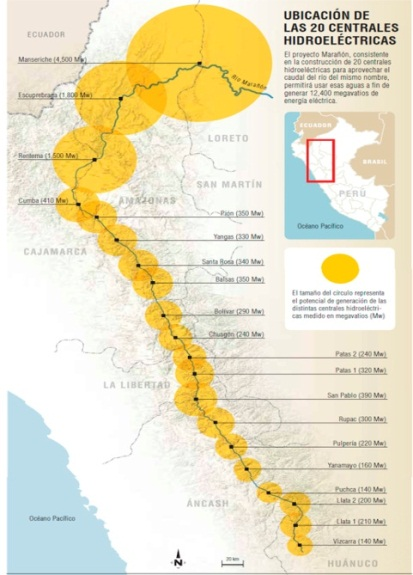 UBICACIÓN DE
LAS 20 CENTRALES
HIDROELÉCTRICAS
El proyecto Marañón, consistente
en la construcción de 20 centrales
hidroeléctricas para aprovechar el
caudal del río del mismo nombre,
permitirá usar esas aguas a fin de
generar 12,400 megavatios de
energía eléctrica.
ECUADOR
Manseriche (4,500 Mw)
Río Marañón
Escuprebraga (1,800 Mw)
LORETO
Rentema (1,500 Mw)
SAN MARTÍN
Cumba (410 Mw)
AMAZONAS
Pión (350 Mw)
Yangas (330 Mw)
CAJAMARCA
Santa Rosa (340 Mw)
Balsas (350 Mw)
Bolívar (290 Mw)
Chusgón (240 Mw)
Patas 2 (240 Mw)
Patas 1 (320 Mw)
LA LIBERTAD
San Pablo (390 Mw)
Rupac (300 Mw)
Pulpería (220 Mw)
Yanamayo (160 Mw)
Puchca (140 Mw)
Llata 2 (200 Mw)
ÁNCASH
Llata 1 (210 Mw)
Vizcarra (140 Mw)
Océano Pacífico
N
20 km
HUÁNUCO
ECUADOR
BRASIL
PERÚ
Océano Pacífico
El tamaño del círculo representa
el potencial de generación de las
distintas centrales hidroeléctri-
cas medido en megavatios (Mw)